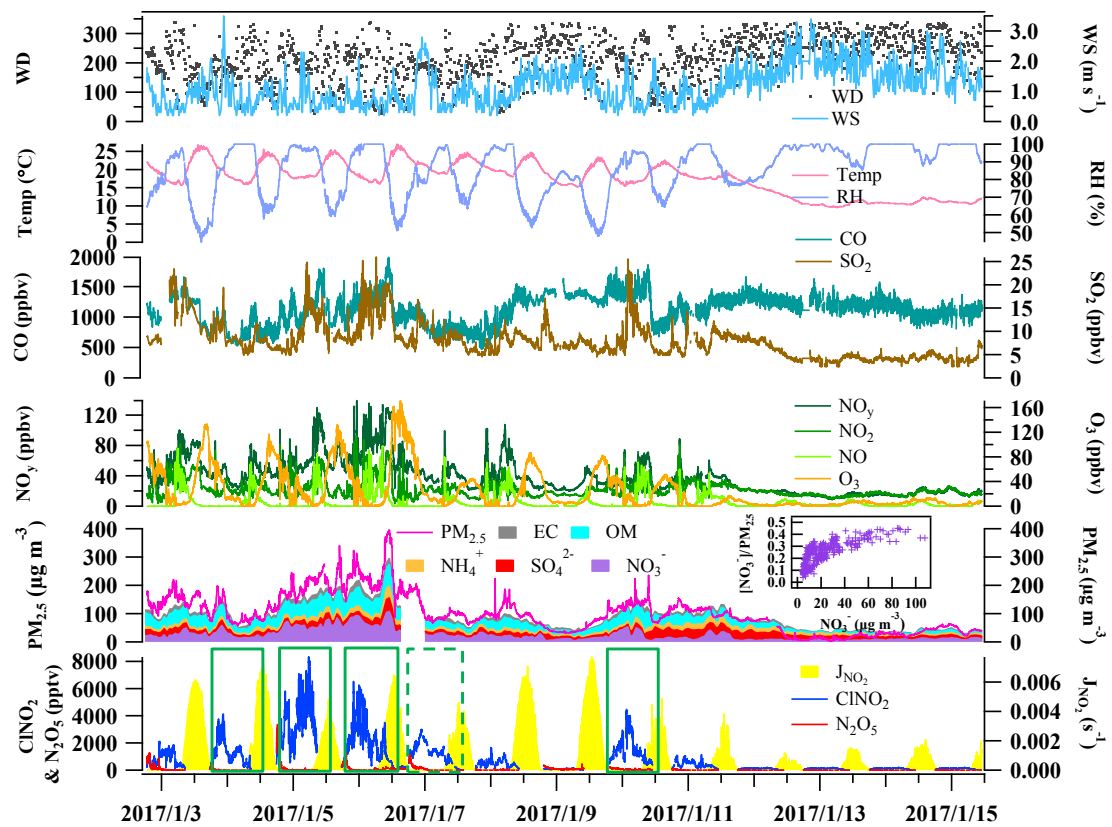 WD
300
200
100
0
3.0
2.0
1.0
0.0
WS (m s⁻¹)
WD
WS
Temp (°C)
25
20
15
10
5
0
100
90
80
70
60
50
RH (%)
Temp
RH
CO
SO₂
CO (ppbv)
2000
1500
1000
500
0
25
20
15
10
5
0
SO₂ (ppbv)
NOy (ppbv)
120
80
40
0
160
120
80
40
0
O₃ (ppbv)
NOy
NO₂
NO
O₃
PM₂.₅ (µg m⁻³)
400
300
200
100
0
PM₂.₅ EC OM
NH₄⁺ SO₄²⁻ NO₃⁻
[NO₃⁻]/PM₂.₅
0.5
0.4
0.3
0.2
0.1
0.0
0 20 40 60 80 100
NO₃⁻ (µg m⁻³)
400
300
200
100
0
PM₂.₅ (µg m⁻³)
ClNO₂
& N₂O₅ (pptv)
8000
6000
4000
2000
0
J_NO₂
ClNO₂
N₂O₅
0.006
0.004
0.002
0.000
J_NO₂ (s⁻¹)
2017/1/3 2017/1/5 2017/1/7 2017/1/9 2017/1/11 2017/1/13 2017/1/15